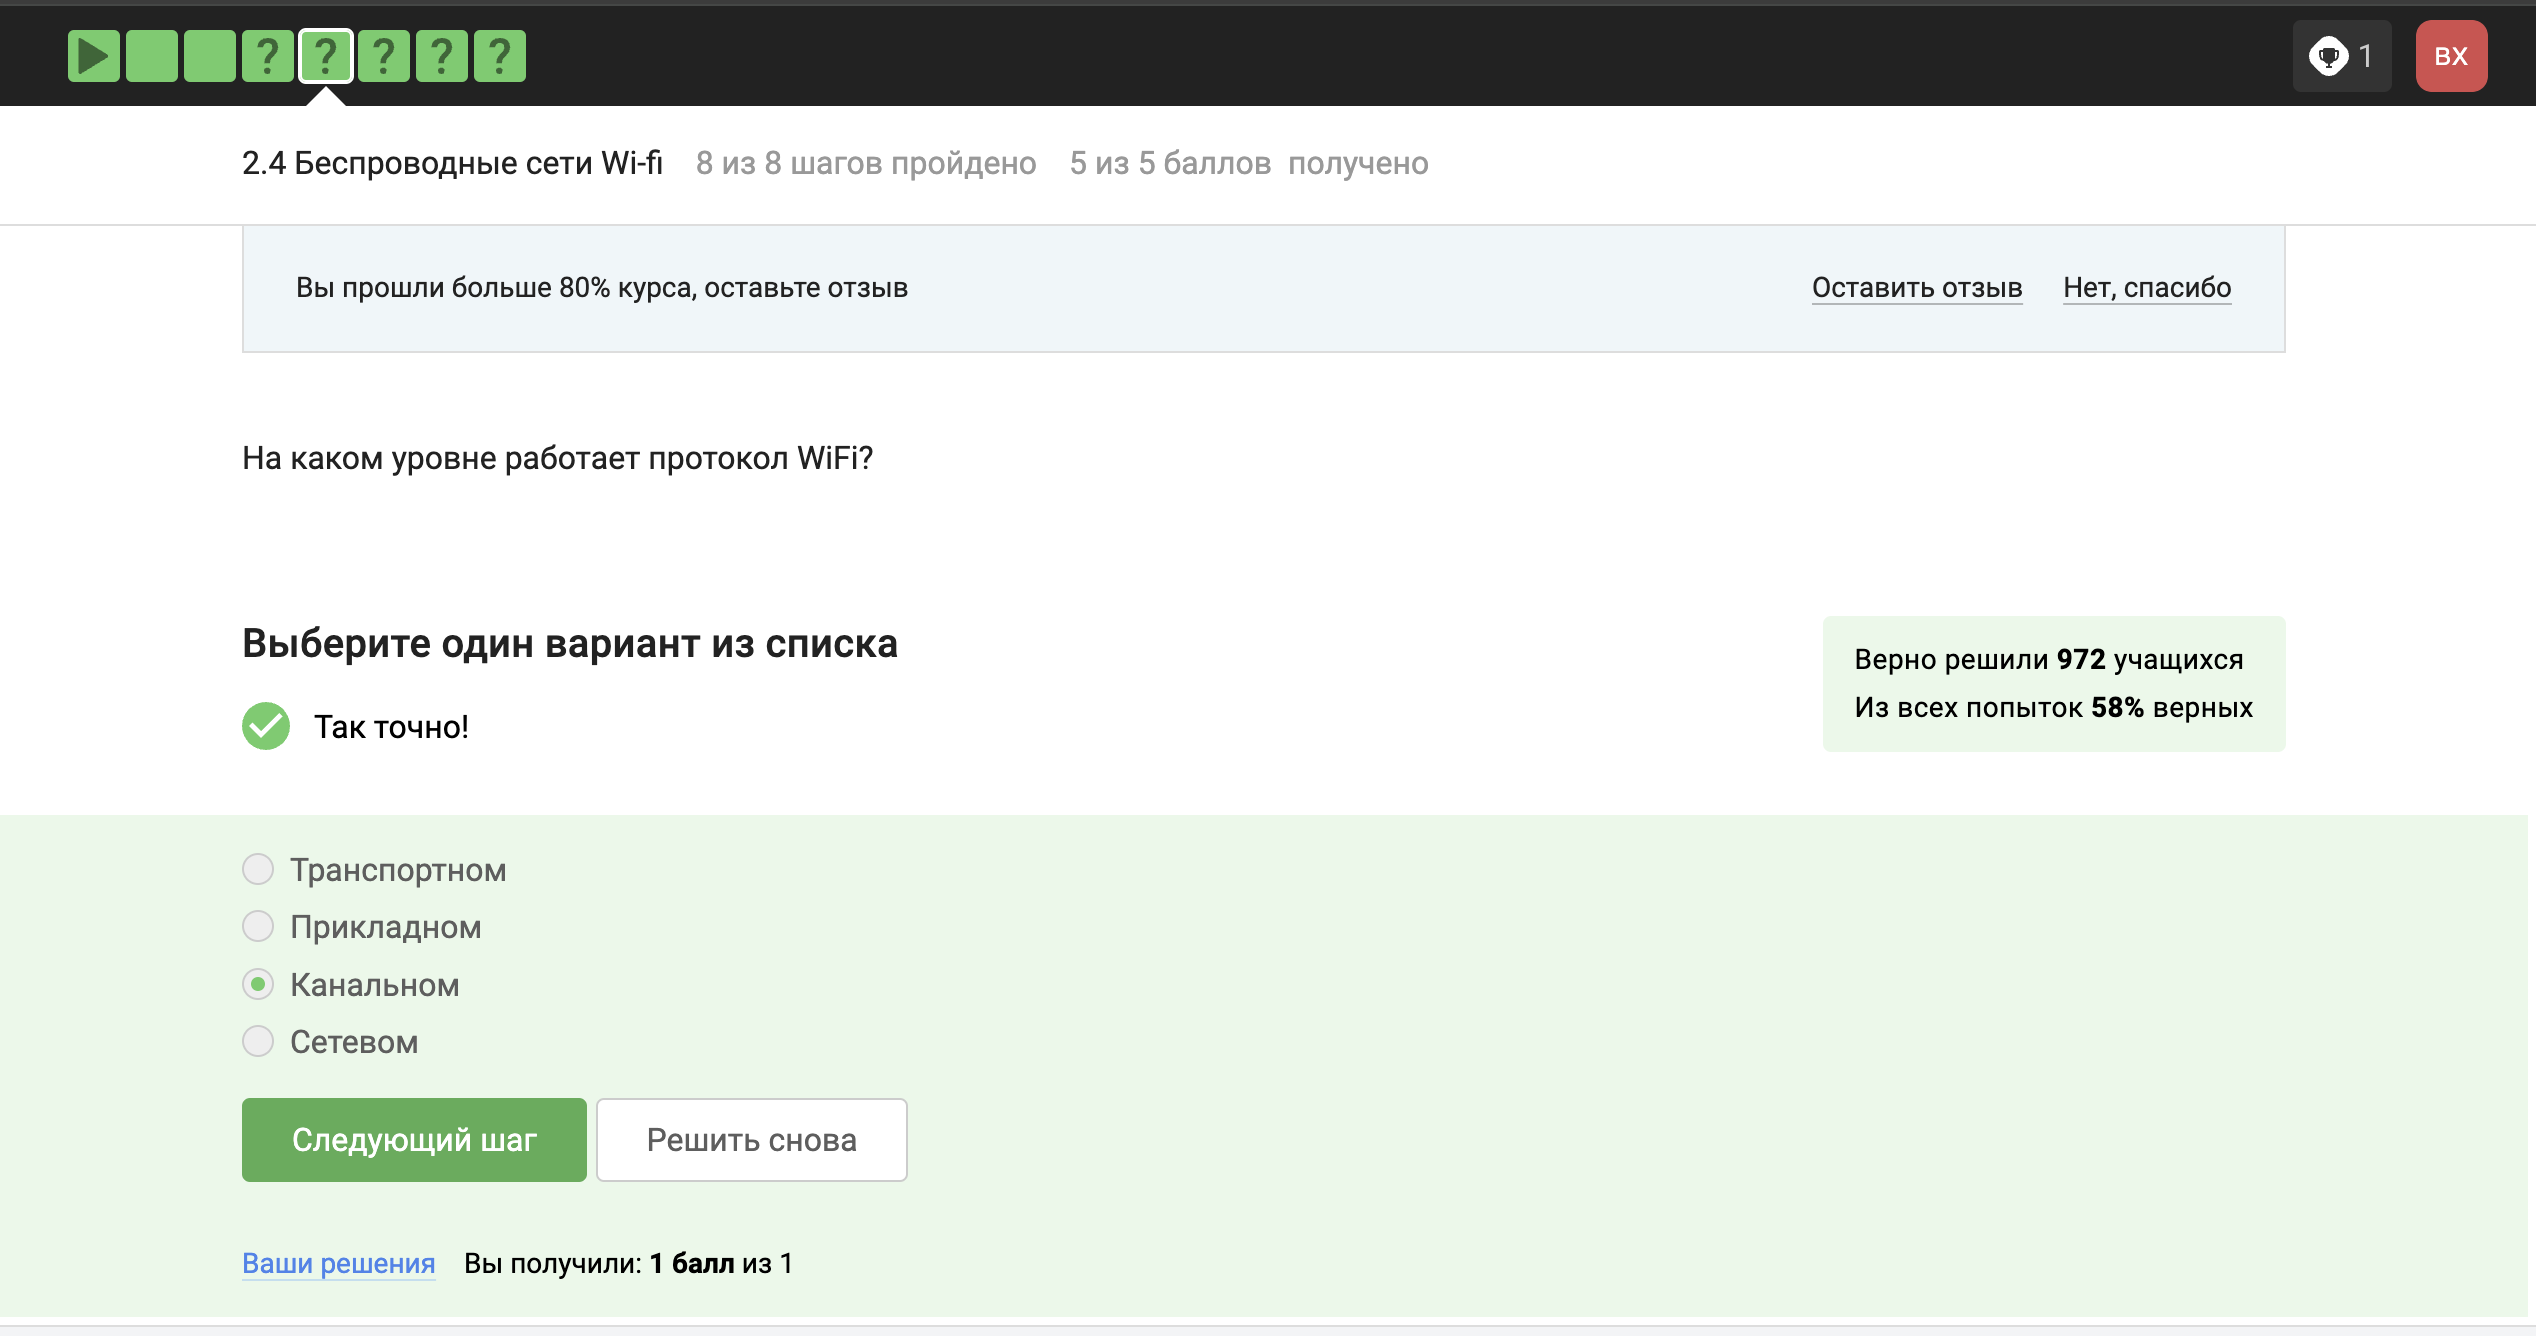 ? ? ? ? ?
1
ВХ
2.4 Беспроводные сети Wi-fi 8 из 8 шагов пройдено 5 из 5 баллов получено
Вы прошли больше 80% курса, оставьте отзыв
Оставить отзыв
Нет, спасибо
На каком уровне работает протокол WiFi?
Выберите один вариант из списка
Так точно!
Верно решили 972 учащихся
Из всех попыток 58% верных
Транспортном
Прикладном
Канальном
Сетевом
Следующий шаг
Решить снова
Ваши решения Вы получили: 1 балл из 1